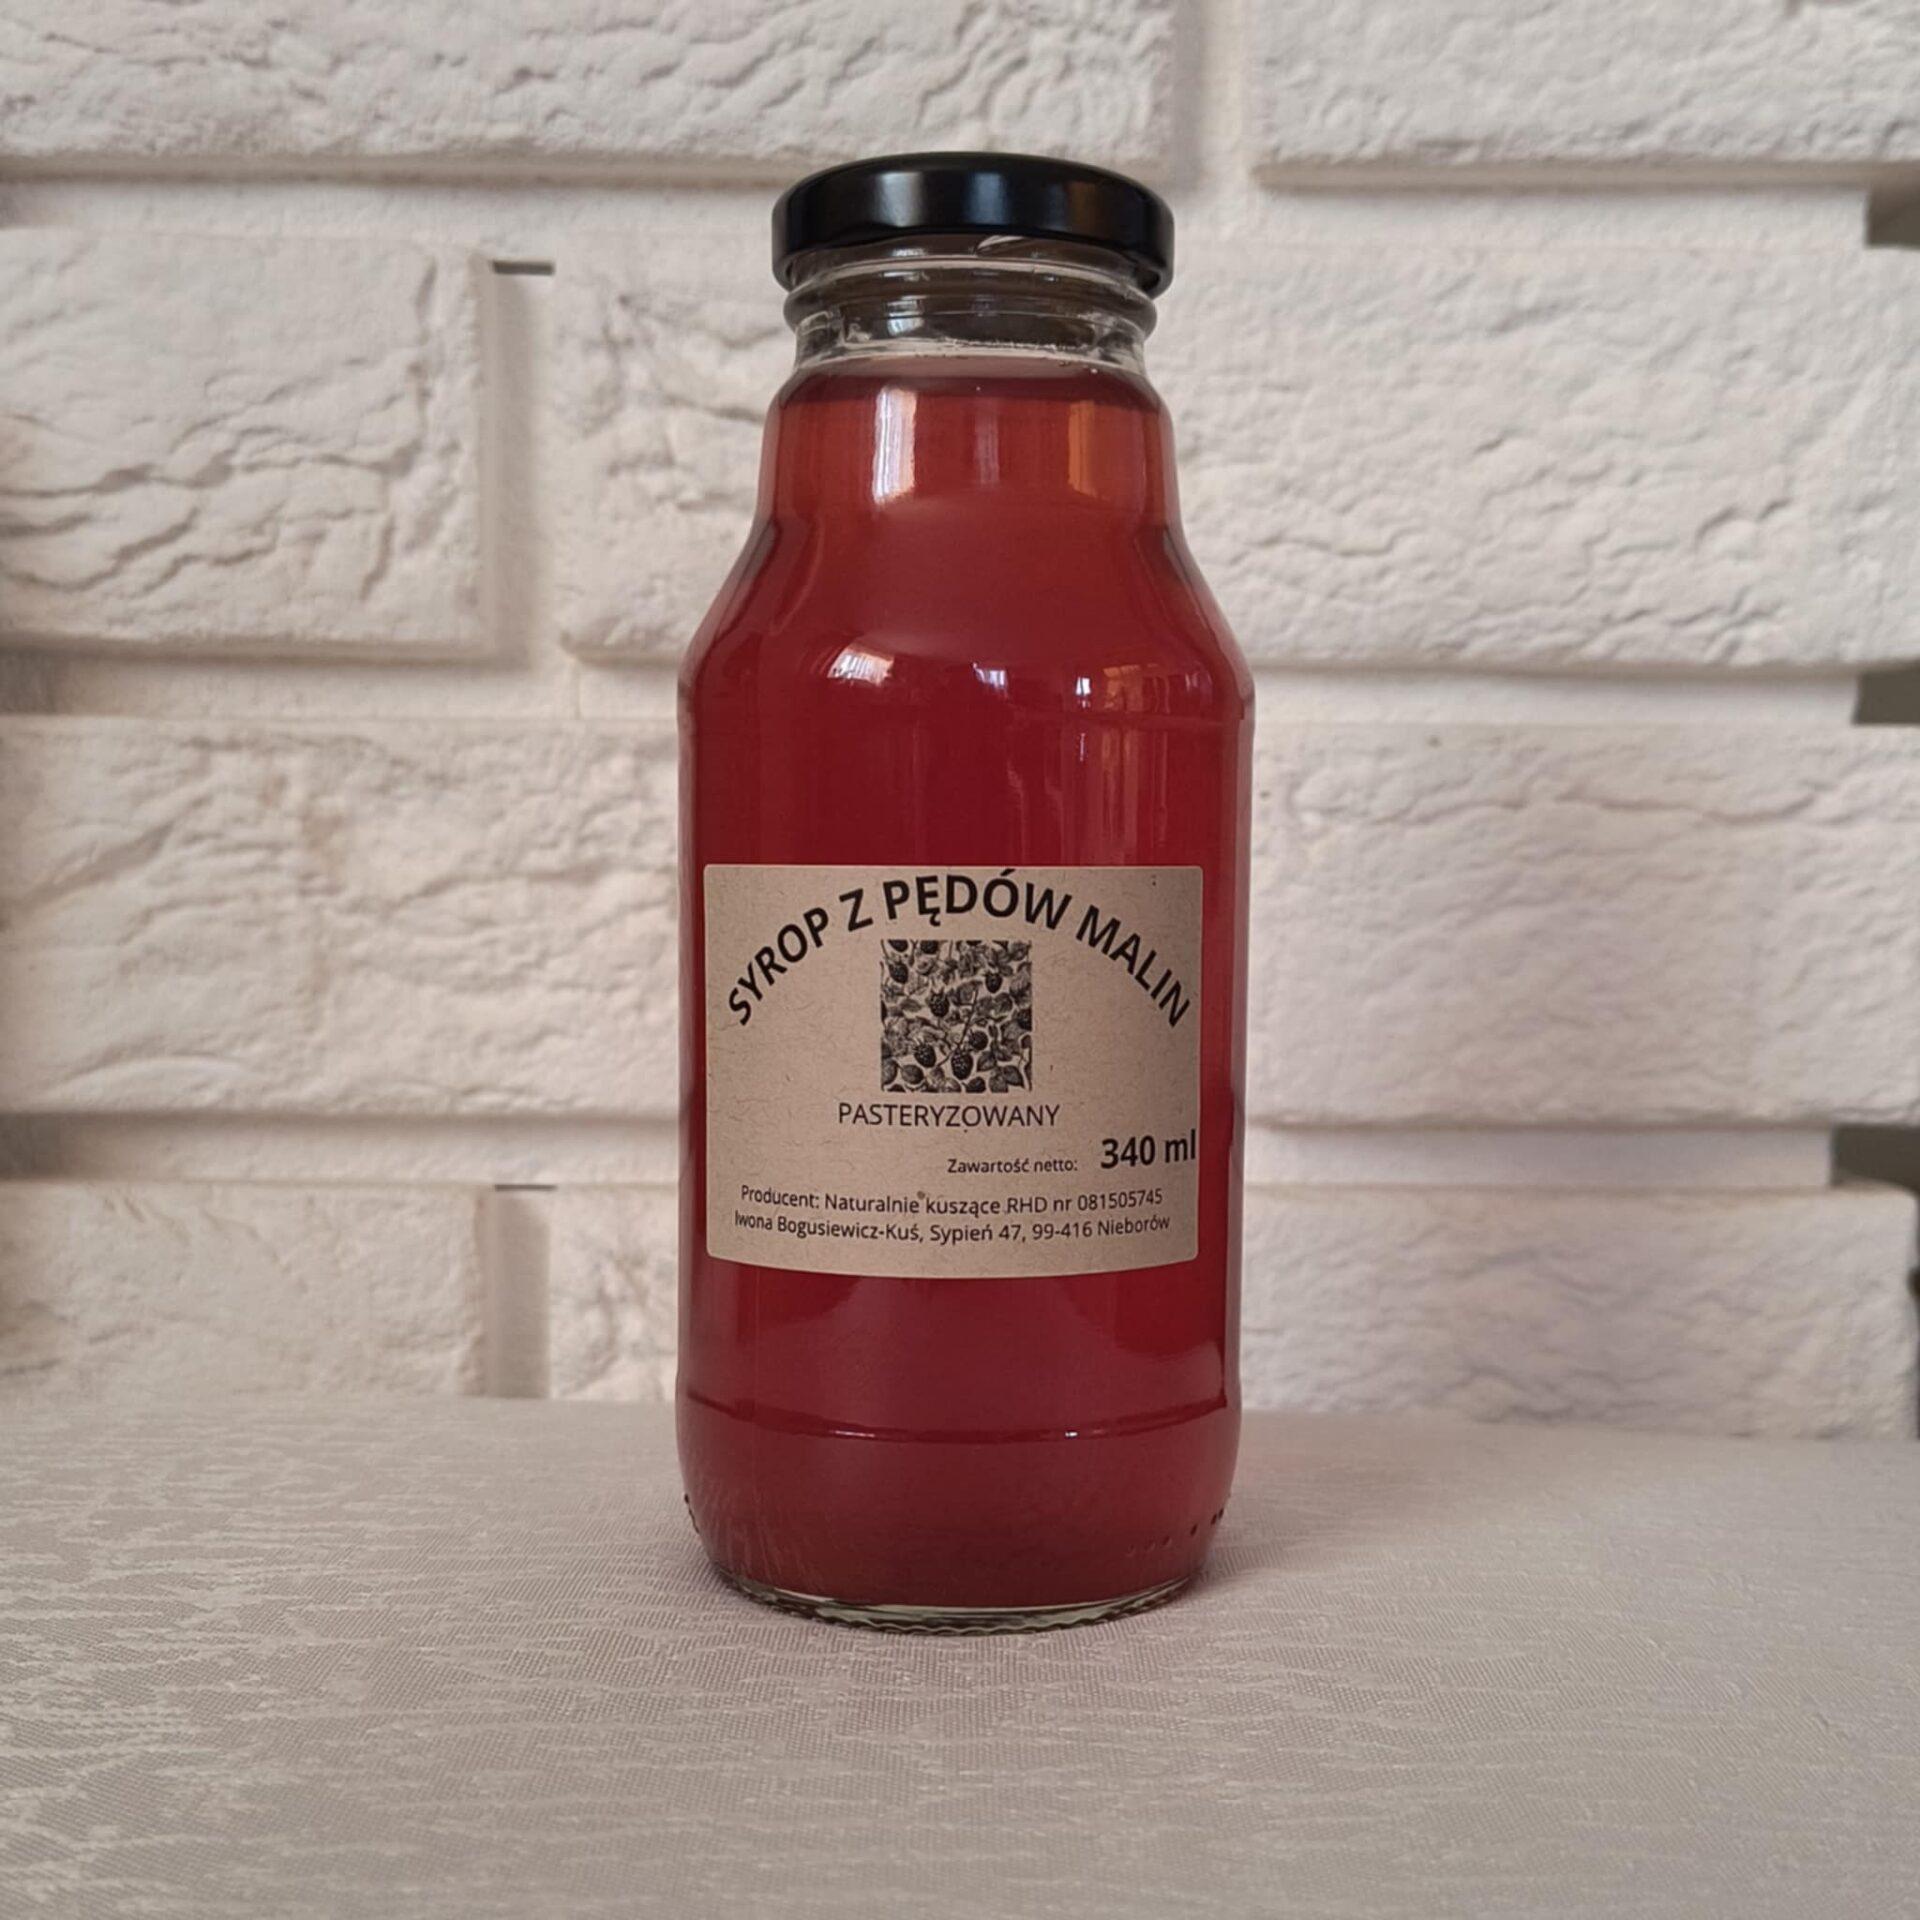 SYROP Z PĘDÓW MALIN
PASTERYZOWANY
Zawartość netto: 340 ml
Producent: Naturalnie kuszące RHD nr 081505745
Iwona Bogusiewicz-Kuś, Sypień 47, 99-416 Nieborów